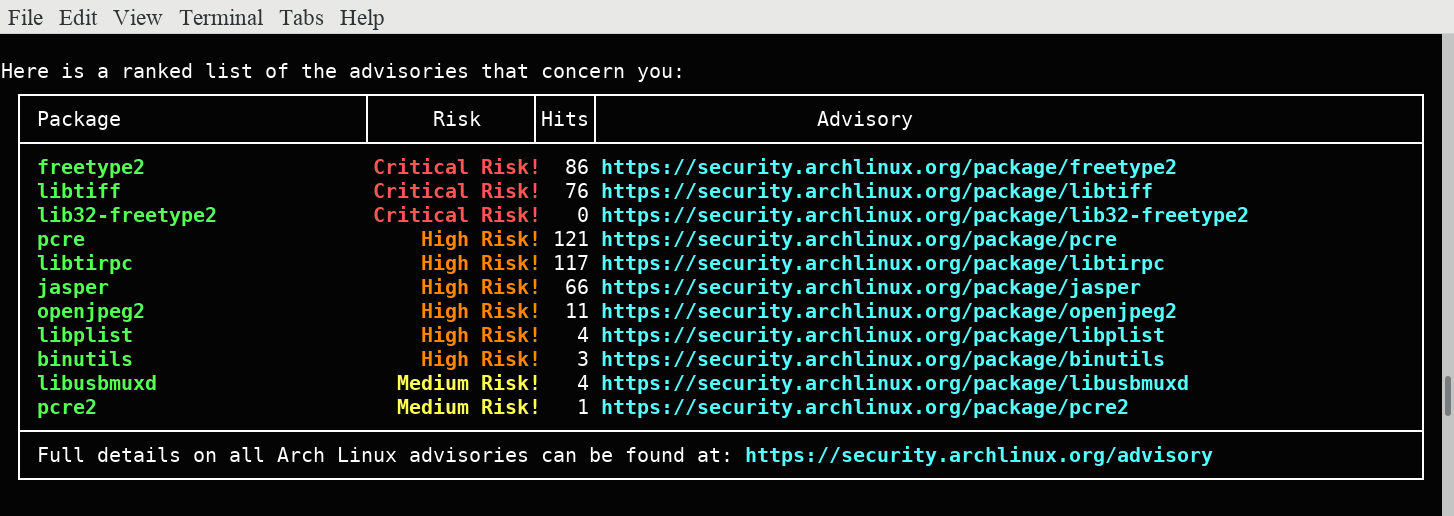 File Edit View Terminal Tabs Help
Here is a ranked list of the advisories that concern you:
Package Risk Hits Advisory
freetype2 Critical Risk! 86 https://security.archlinux.org/package/freetype2
libtiff Critical Risk! 76 https://security.archlinux.org/package/libtiff
lib32-freetype2 Critical Risk! 0 https://security.archlinux.org/package/lib32-freetype2
pcre High Risk! 121 https://security.archlinux.org/package/pcre
libtirpc High Risk! 117 https://security.archlinux.org/package/libtirpc
jasper High Risk! 66 https://security.archlinux.org/package/jasper
openjpeg2 High Risk! 11 https://security.archlinux.org/package/openjpeg2
libplist High Risk! 4 https://security.archlinux.org/package/libplist
binutils High Risk! 3 https://security.archlinux.org/package/binutils
libusbmuxd Medium Risk! 4 https://security.archlinux.org/package/libusbmuxd
pcre2 Medium Risk! 1 https://security.archlinux.org/package/pcre2
Full details on all Arch Linux advisories can be found at: https://security.archlinux.org/advisory